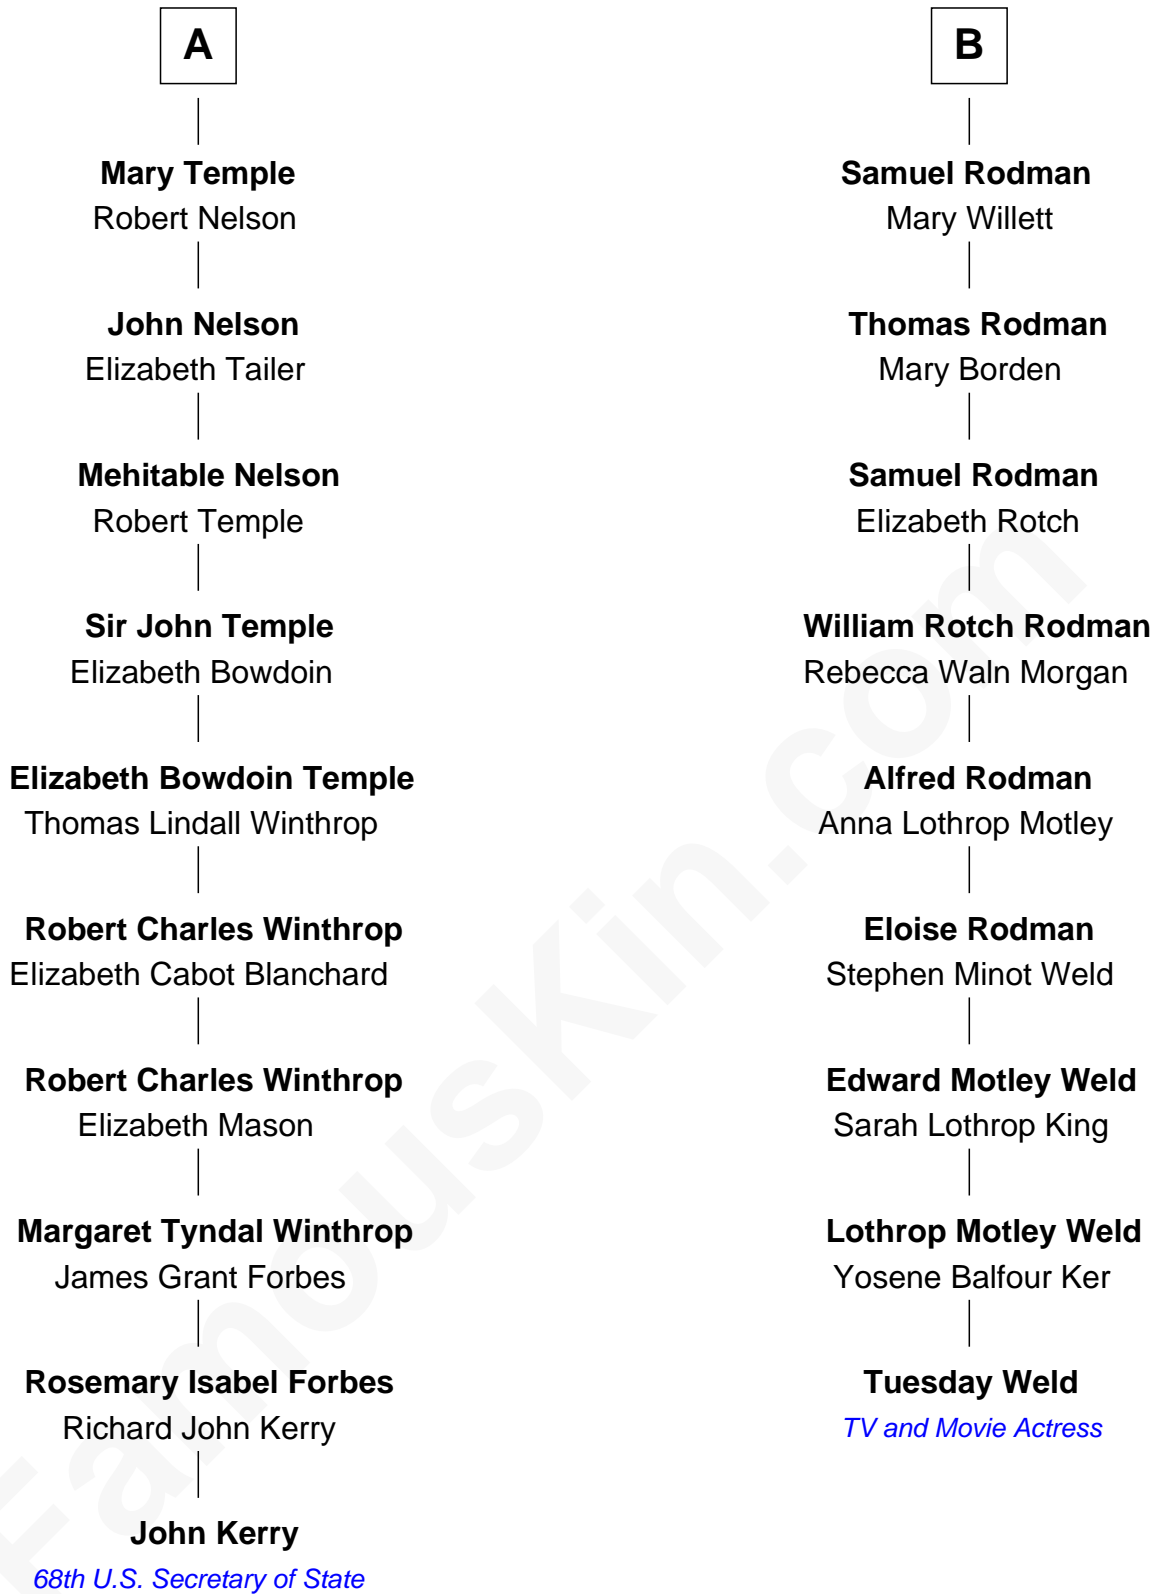 A
Mary Temple
Robert Nelson
John Nelson
Elizabeth Tailer
Mehitable Nelson
Robert Temple
Sir John Temple
Elizabeth Bowdoin
Elizabeth Bowdoin Temple
Thomas Lindall Winthrop
Robert Charles Winthrop
Elizabeth Cabot Blanchard
Robert Charles Winthrop
Elizabeth Mason
Margaret Tyndal Winthrop
James Grant Forbes
Rosemary Isabel Forbes
Richard John Kerry
John Kerry
68th U.S. Secretary of State
B
Samuel Rodman
Mary Willett
Thomas Rodman
Mary Borden
Samuel Rodman
Elizabeth Rotch
William Rotch Rodman
Rebecca Waln Morgan
Alfred Rodman
Anna Lothrop Motley
Eloise Rodman
Stephen Minot Weld
Edward Motley Weld
Sarah Lothrop King
Lothrop Motley Weld
Yosene Balfour Ker
Tuesday Weld
TV and Movie Actress
FamousKin.com